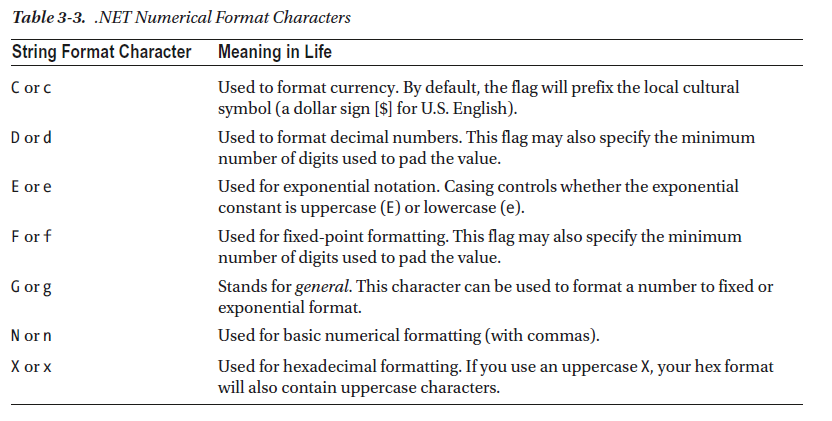 Table 3-3. .NET Numerical Format Characters
String Format Character Meaning in Life
C or c Used to format currency. By default, the flag will prefix the local cultural
symbol (a dollar sign [$] for U.S. English).
D or d Used to format decimal numbers. This flag may also specify the minimum
number of digits used to pad the value.
E or e Used for exponential notation. Casing controls whether the exponential
constant is uppercase (E) or lowercase (e).
F or f Used for fixed-point formatting. This flag may also specify the minimum
number of digits used to pad the value.
G or g Stands for general. This character can be used to format a number to fixed or
exponential format.
N or n Used for basic numerical formatting (with commas).
X or x Used for hexadecimal formatting. If you use an uppercase X, your hex format
will also contain uppercase characters.